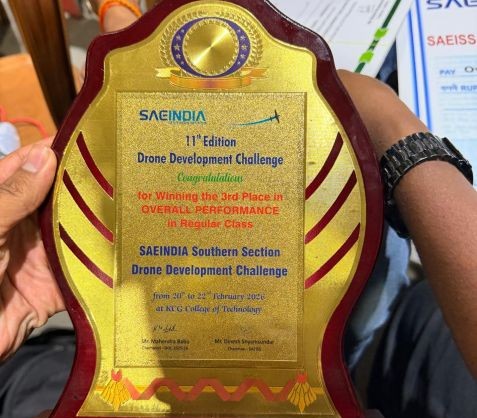 SAEINDIA
11th Edition
Drone Development Challenge
Congratulations
for Winning the 3rd Place in
OVERALL PERFORMANCE
in Regular Class
SAEINDIA Southern Section
Drone Development Challenge
from 20th to 22nd February 2026
at KCG College of Technology
Mr. Mahendra Babu
Mr. Dinesh Shyamsundar
SAEISS
PAY